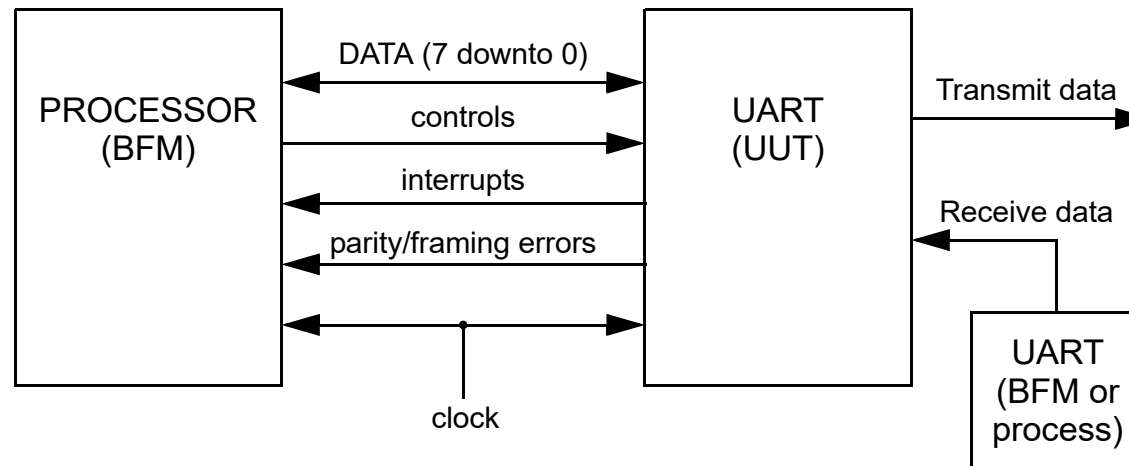 PROCESSOR
(BFM)
DATA (7 downto 0)
controls
interrupts
parity/framing errors
clock
UART
(UUT)
Transmit data
Receive data
UART
(BFM or
process)